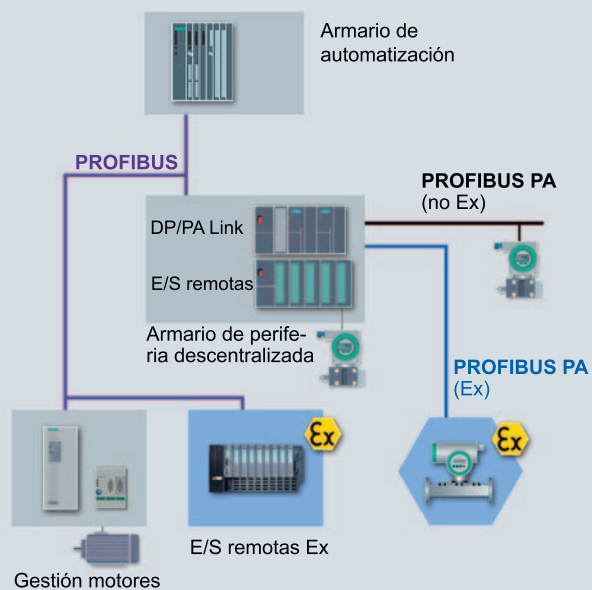 Armario de
automatización
PROFIBUS
PROFIBUS PA
(no Ex)
DP/PA Link
E/S remotas
Armario de perife-
ria descentralizada
PROFIBUS PA
(Ex)
Ex
Ex
E/S remotas Ex
Gestión motores